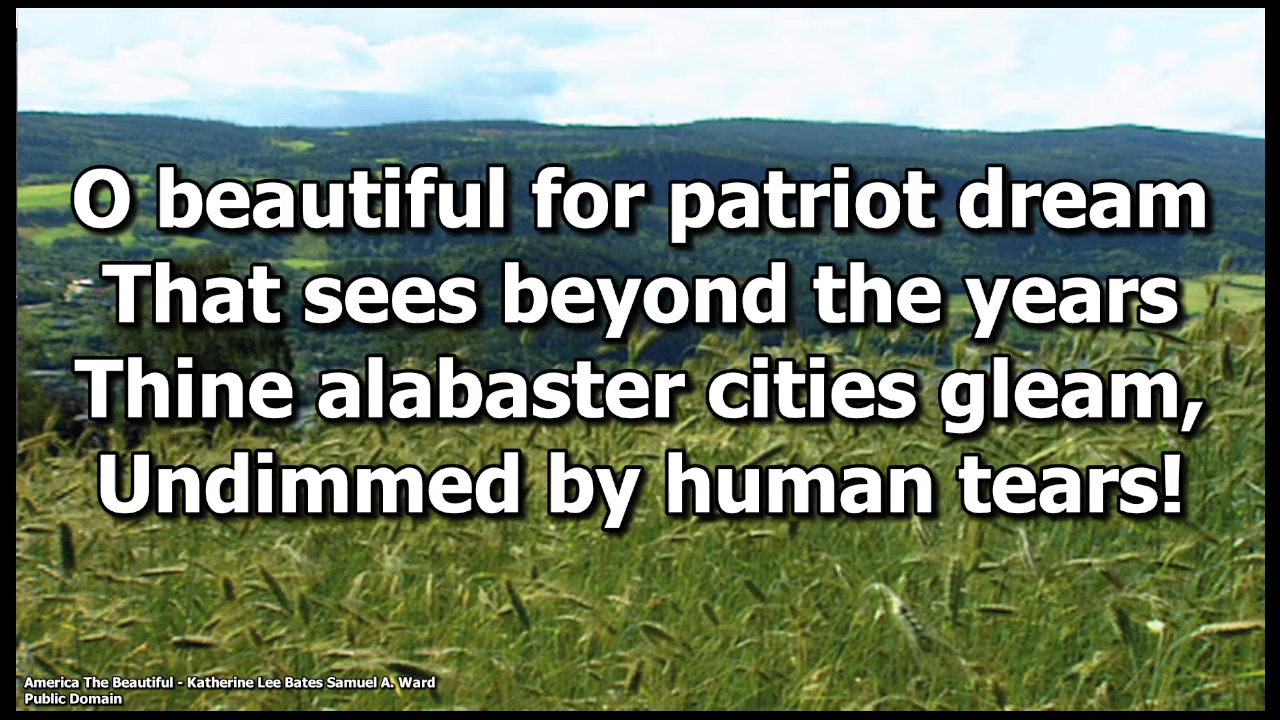 O beautiful for patriot dream
That sees beyond the years
Thine alabaster cities gleam,
Undimmed by human tears!
America The Beautiful - Katherine Lee Bates Samuel A. Ward
Public Domain